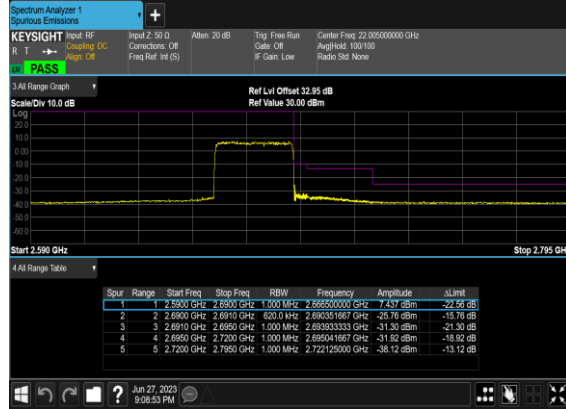 Spectrum Analyzer 1
Spurious Emissions
+
KEYSIGHT Input: RF Input Z: 50 Ω Atten: 20 dB Trig: Free Run Center Freq: 22.005000000 GHz
R T Coupling: DC Corrections: Off Gate: Off Avg|Hold: 100/100
Align: Off Freq Ref: Int (S) IF Gain: Low Radio Std: None
PASS
3 All Range Graph
Ref Lvl Offset 32.95 dB
Scale/Div 10.0 dB Ref Value 30.00 dBm
Log
20.0
10.0
0.00
-10.0
-20.0
-30.0
-40.0
-50.0
-60.0
Start 2.590 GHz Stop 2.795 GH
4 All Range Table
Spur Range Start Freq Stop Freq RBW Frequency Amplitude ΔLimit
1 1 2.5900 GHz 2.6900 GHz 1.000 MHz 2.666500000 GHz 7.437 dBm -22.56 dB
2 2 2.6900 GHz 2.6910 GHz 620.0 kHz 2.690351667 GHz -25.76 dBm -15.76 dB
3 3 2.6910 GHz 2.6950 GHz 1.000 MHz 2.693933333 GHz -31.30 dBm -21.30 dB
4 4 2.6950 GHz 2.7200 GHz 1.000 MHz 2.695041667 GHz -31.92 dBm -18.92 dB
5 5 2.7200 GHz 2.7950 GHz 1.000 MHz 2.722125000 GHz -38.12 dBm -13.12 dB
? Jun 27, 2023
9:08:53 PM